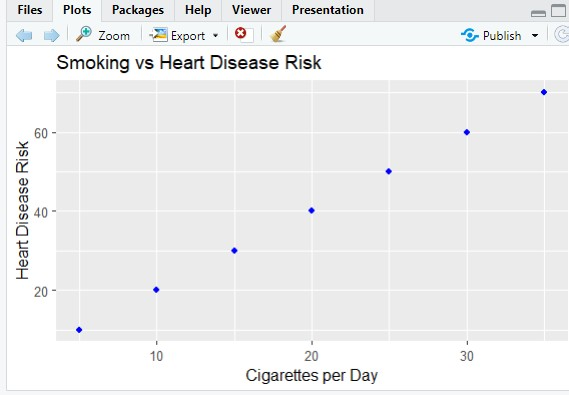 Files Plots Packages Help Viewer Presentation
Zoom Export Publish
Smoking vs Heart Disease Risk
Heart Disease Risk
60
40
20
10 20 30
Cigarettes per Day